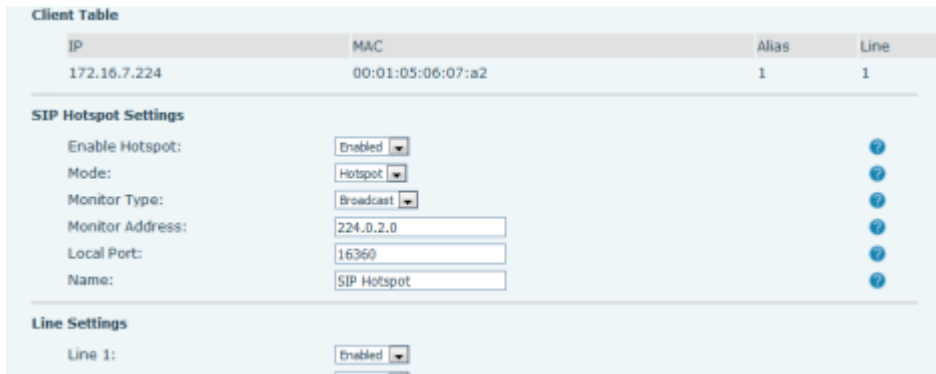 Client Table
IP MAC Alias Line
172.16.7.224 00:01:05:06:07:a2 1 1
SIP Hotspot Settings
Enable Hotspot: Enabled
Mode: Hotspot
Monitor Type: Broadcast
Monitor Address: 224.0.2.0
Local Port: 16360
Name: SIP Hotspot
Line Settings
Line 1: Enabled